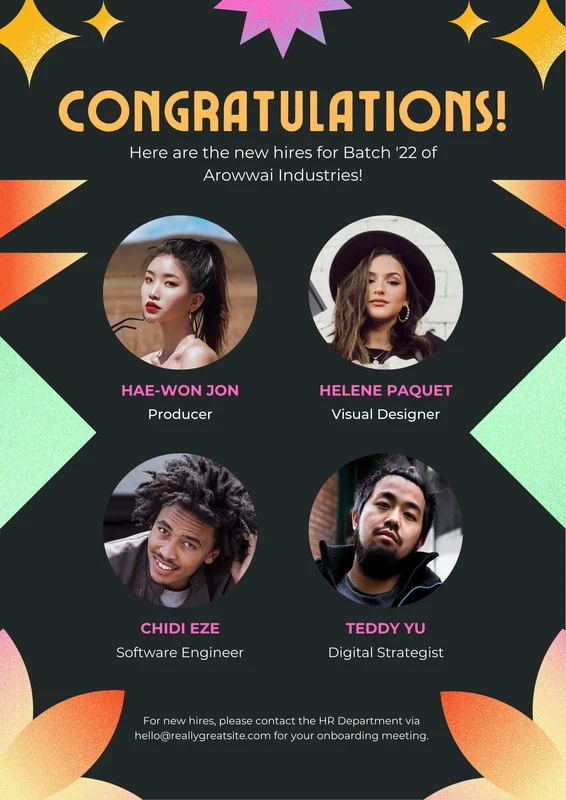 CONGRATULATIONS!
Here are the new hires for Batch '22 of
Arowwai Industries!
HAE-WON JON
Producer
HELENE PAQUET
Visual Designer
CHIDI EZE
Software Engineer
TEDDY YU
Digital Strategist
For new hires, please contact the HR Department via
hello@reallygreatsite.com for your onboarding meeting.